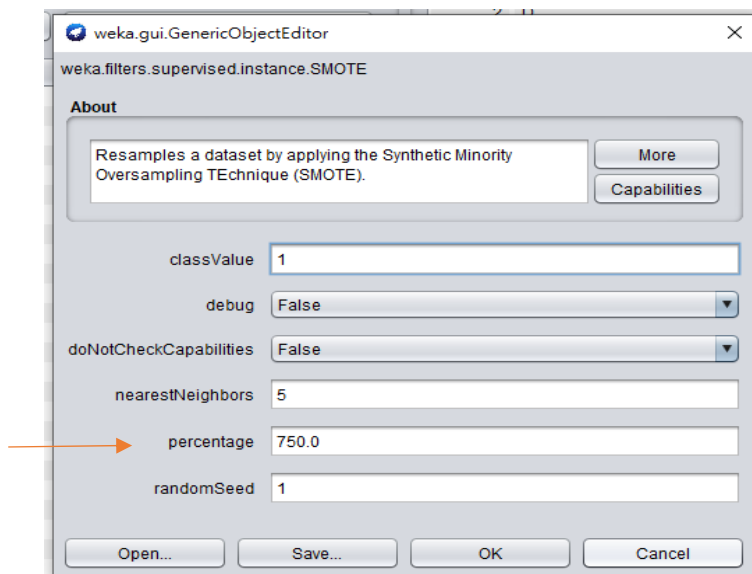 weka.gui.GenericObjectEditor
weka.filters.supervised.instance.SMOTE
About
Resamples a dataset by applying the Synthetic Minority
Oversampling TEchnique (SMOTE).
More
Capabilities
classValue 1
debug False
doNotCheckCapabilities False
nearestNeighbors 5
percentage 750.0
randomSeed 1
Open... Save... OK Cancel